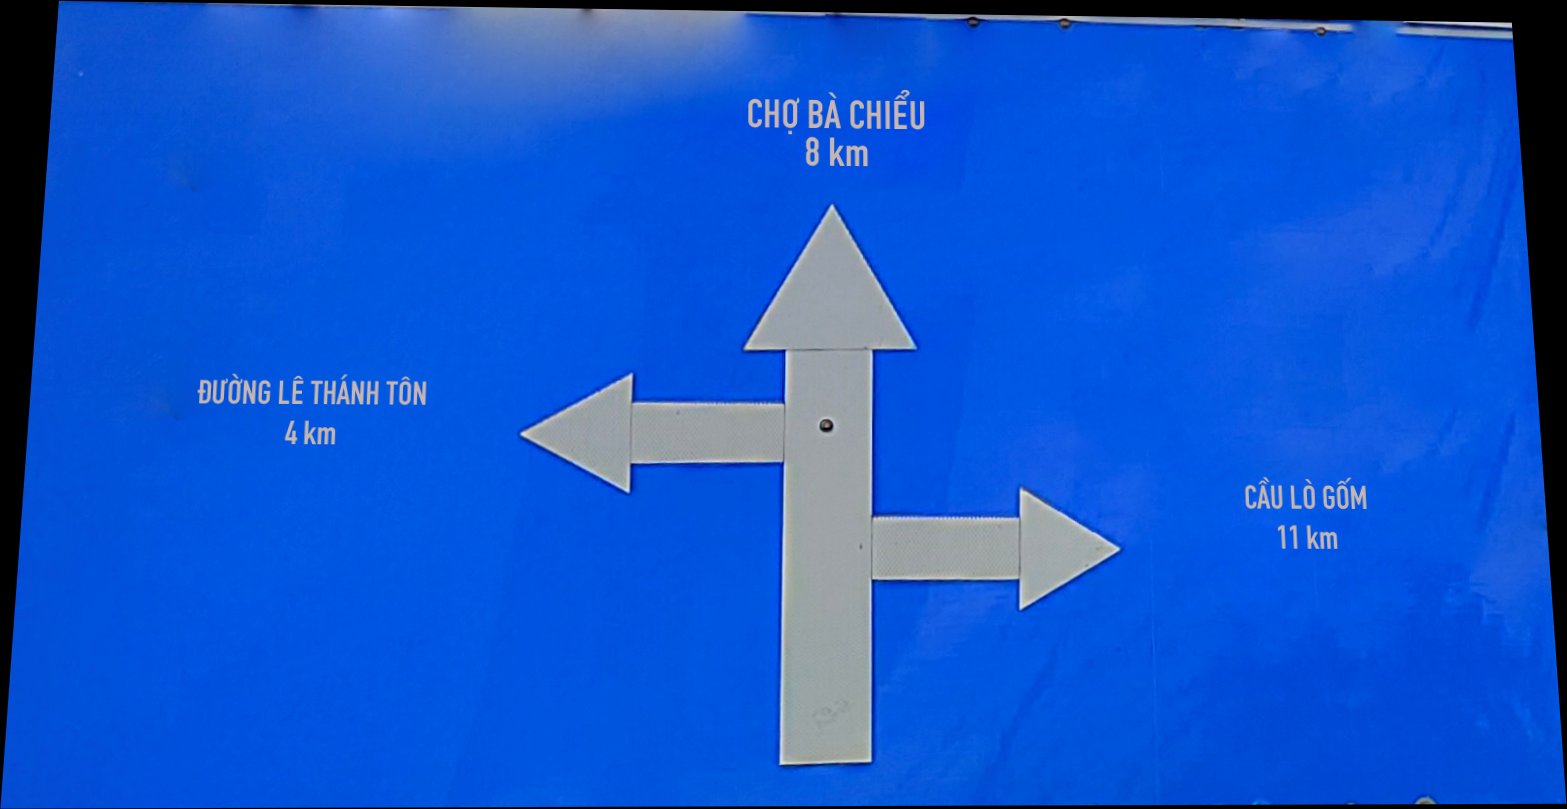 CHỢ BÀ CHIỂU
8 km
ĐƯỜNG LÊ THÁNH TÔN
4 km
CẦU LÒ GỐM
11 km